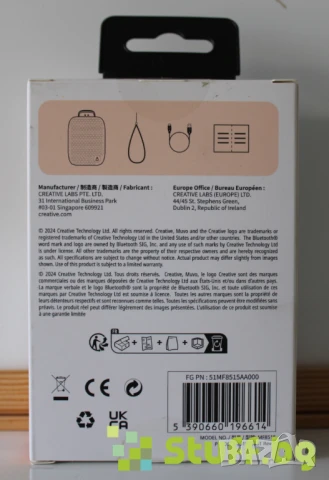 Manufacturer / 制造商 / 製造商 / Fabricant :
CREATIVE LABS PTE. LTD.
31 International Business Park
#03-01 Singapore 609921
creative.com
Europe Office / Bureau Européen :
CREATIVE LABS (EUROPE) LTD.
44/45 St. Stephens Green,
Dublin 2, Republic of Ireland
© 2024 Creative Technology Ltd. All rights reserved. Creative, Muvo and the Creative logo are trademarks or
registered trademarks of Creative Technology Ltd in the United States and/or other countries. The Bluetooth®
word mark and logo are owned by Bluetooth SIG, Inc. and any use of such marks by Creative Technology Ltd
is under license. All other trademarks are the property of their respective owners and are hereby recognized
as such. All specifications are subject to change without notice. Actual product may differ slightly from images
shown. Use of this product is subject to a limited warranty.
© 2024 Creative Technology Ltd. Tous droits réservés. Creative, Muvo, le logo Creative sont des marques
commerciales ou des marques déposées de Creative Technology Ltd aux États-Unis et/ou dans d'autres pays.
La marque verbale et le logo Bluetooth® sont la propriété de Bluetooth SIG, Inc. et sont utilisés par Creative
Technology Ltd sous licence. Toutes les autres marques sont la propriété de
leurs détenteurs respectifs et sont reconnues comme telles. Toutes les spécifications peuvent être modifiées sans
préavis. Le produit réel peut différer légèrement des images présentées. L'utilisation de ce produit est soumise à
une garantie limitée.
FG PN : 51MF8515AA000
CE
UK
CA
5 390660 196614
MODEL NO.